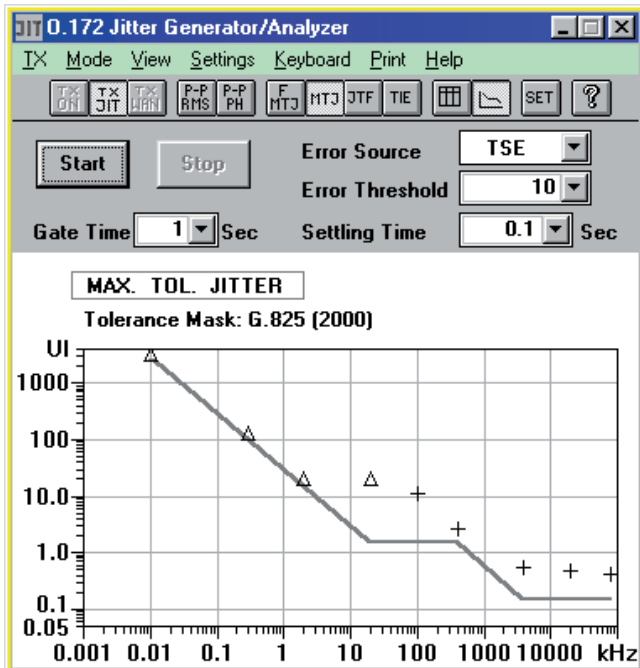 JIT O.172 Jitter Generator/Analyzer
TX Mode View Settings Keyboard Print Help
TX ON TX JIT TX WAN P-P RMS P-P PH F MTJ MTJ JTF TIE SET ?
Start Stop Error Source TSE
Error Threshold 10
Gate Time 1 Sec Settling Time 0.1 Sec
MAX. TOL. JITTER
Tolerance Mask: G.825 (2000)
UI
1000
100
10.0
1.0
0.1
0.05
0.001 0.01 0.1 1 10 100 1000 10000 kHz